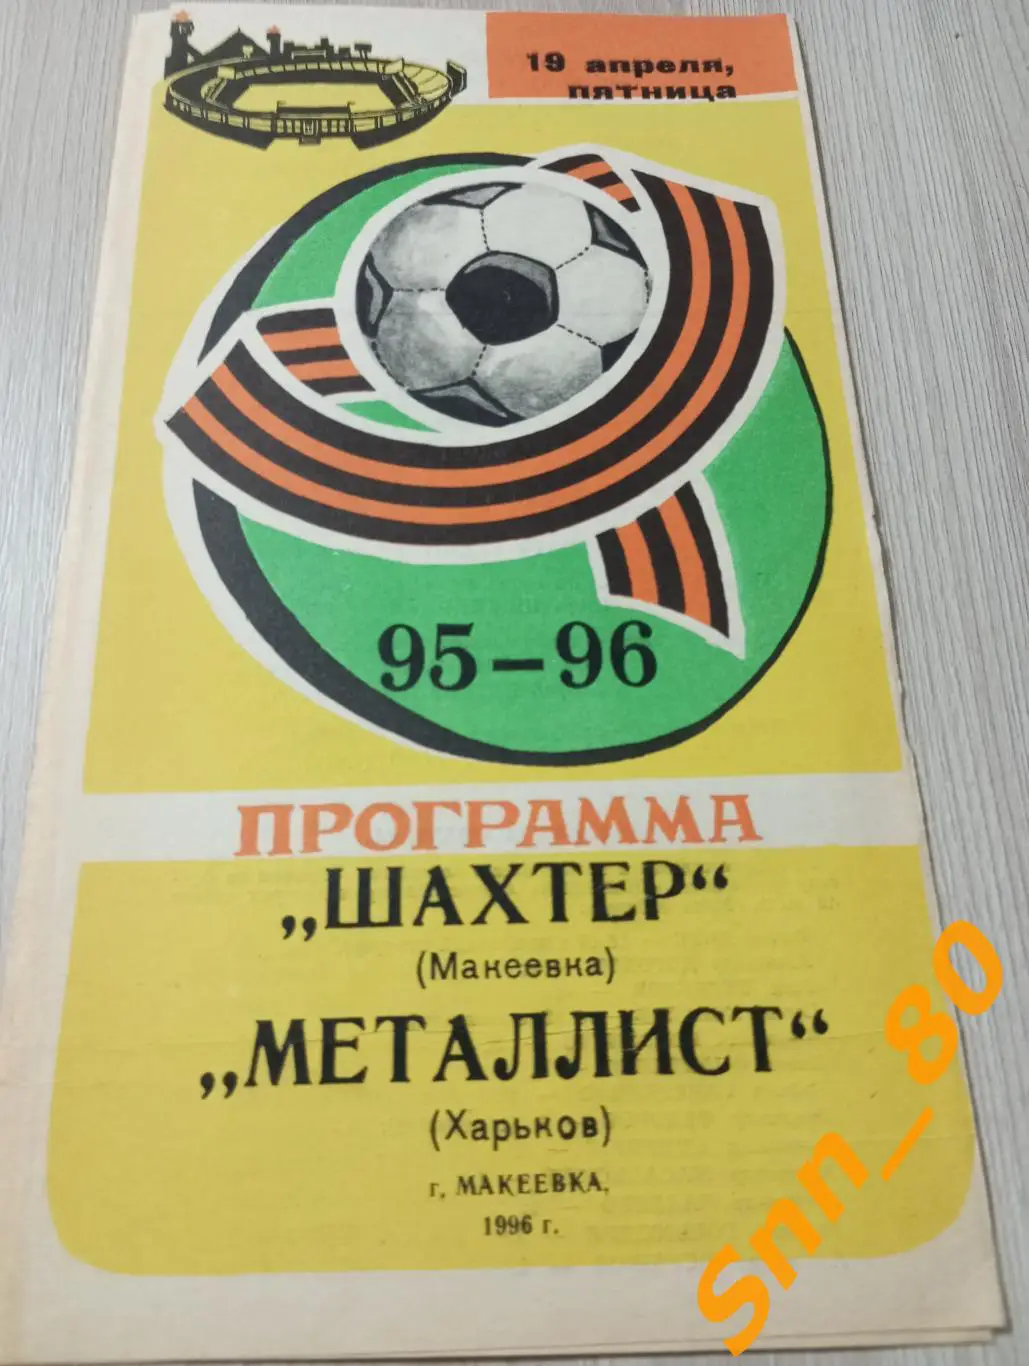 19 апреля,
пятница
95-96
ПРОГРАММА
„ШАХТЕР“
(Макеевка)
„МЕТАЛЛИСТ“
(Харьков)
г. МАКЕЕВКА,
1996 г.
Snn_80